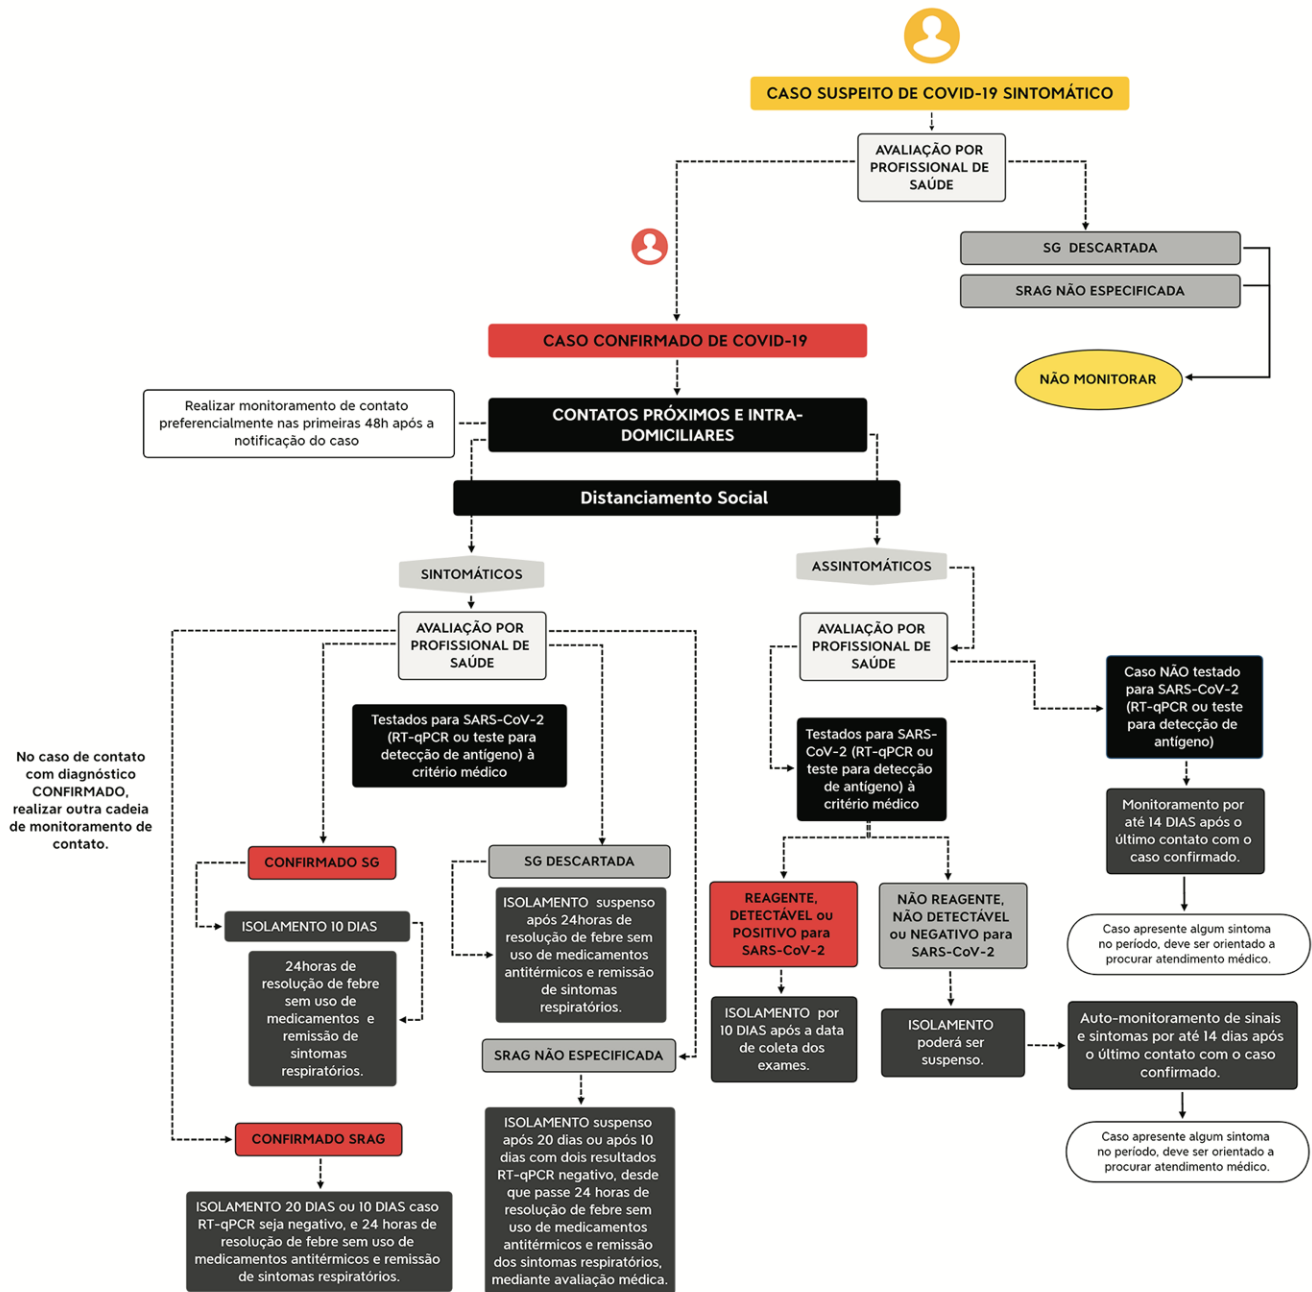 CASO SUSPEITO DE COVID-19 SINTOMÁTICO
AVALIAÇÃO POR
PROFISSIONAL DE
SAÚDE
SG DESCARTADA
SRAG NÃO ESPECIFICADA
NÃO MONITORAR
CASO CONFIRMADO DE COVID-19
Realizar monitoramento de contato
preferencialmente nas primeiras 48h após a
notificação do caso
CONTATOS PRÓXIMOS E INTRA-
DOMICILIARES
Distanciamento Social
SINTOMÁTICOS
AVALIAÇÃO POR
PROFISSIONAL DE
SAÚDE
Testados para SARS-CoV-2
(RT-qPCR ou teste para
detecção de antígeno) à
critério médico
No caso de contato
com diagnóstico
CONFIRMADO,
realizar outra cadeia
de monitoramento de
contato.
CONFIRMADO SG
ISOLAMENTO 10 DIAS
24horas de
resolução de febre
sem uso de
medicamentos e
remissão de
sintomas
respiratórios.
SG DESCARTADA
ISOLAMENTO suspenso
após 24horas de
resolução de febre sem
uso de medicamentos
antitérmicos e remissão
de sintomas
respiratórios.
SRAG NÃO ESPECIFICADA
ISOLAMENTO suspenso
após 20 dias ou após 10
dias com dois resultados
RT-qPCR negativo, desde
que passe 24 horas de
resolução de febre sem
uso de medicamentos
antitérmicos e remissão
dos sintomas respiratórios,
mediante avaliação médica.
CONFIRMADO SRAG
ISOLAMENTO 20 DIAS ou 10 DIAS caso
RT-qPCR seja negativo, e 24 horas de
resolução de febre sem uso de
medicamentos antitérmicos e remissão
de sintomas respiratórios.
ASSINTOMÁTICOS
AVALIAÇÃO POR
PROFISSIONAL DE
SAÚDE
Testados para SARS-
CoV-2 (RT-qPCR ou
teste para detecção
de antígeno) à
critério médico
REAGENTE,
DETECTÁVEL ou
POSITIVO para
SARS-CoV-2
ISOLAMENTO por
10 DIAS após a data
de coleta dos
exames.
NÃO REAGENTE,
NÃO DETECTÁVEL
ou NEGATIVO para
SARS-CoV-2
ISOLAMENTO
poderá ser
suspenso.
Caso NÃO testado
para SARS-CoV-2
(RT-qPCR ou teste
para detecção de
antígeno)
Monitoramento por
até 14 DIAS após o
último contato com o
caso confirmado.
Caso apresente algum sintoma
no período, deve ser orientado a
procurar atendimento médico.
Auto-monitoramento de sinais
e sintomas por até 14 dias após
o último contato com o caso
confirmado.
Caso apresente algum sintoma
no período, deve ser orientado a
procurar atendimento médico.